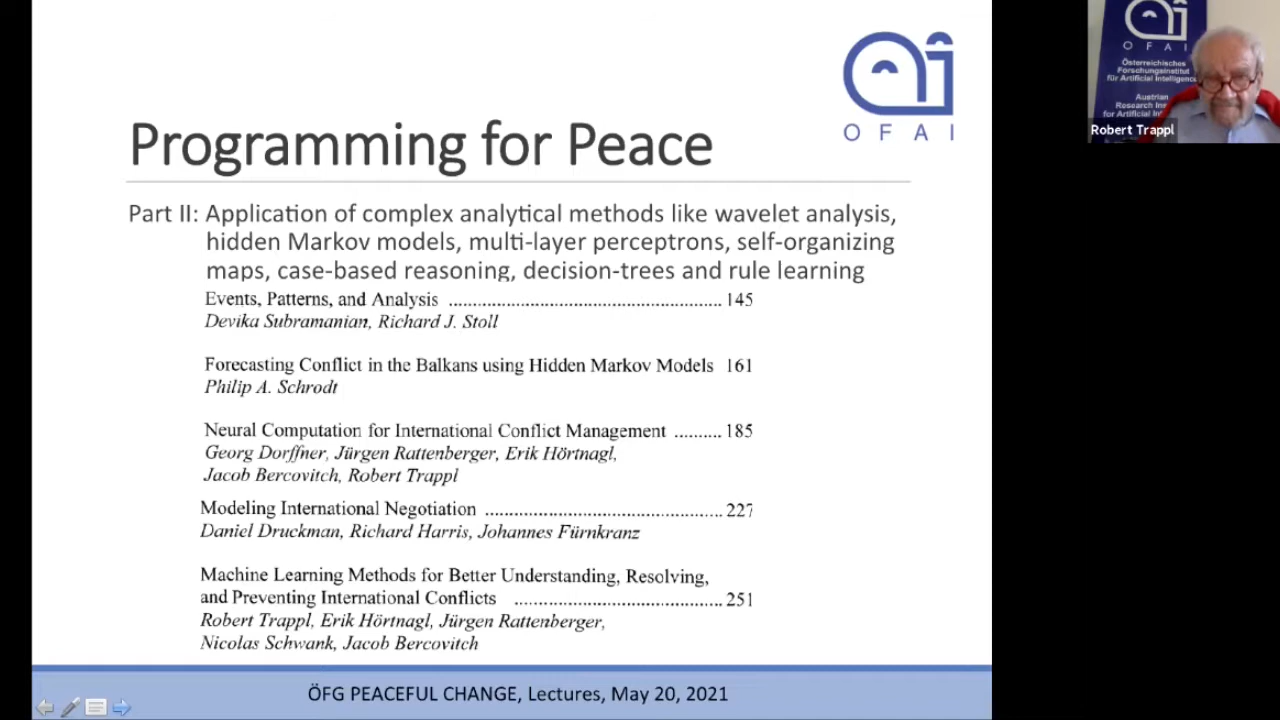 OFAI
Programming for Peace
Part II: Application of complex analytical methods like wavelet analysis,
hidden Markov models, multi-layer perceptrons, self-organizing
maps, case-based reasoning, decision-trees and rule learning
Events, Patterns, and Analysis ........................................................ 145
Devika Subramanian, Richard J. Stoll
Forecasting Conflict in the Balkans using Hidden Markov Models 161
Philip A. Schrodt
Neural Computation for International Conflict Management .......... 185
Georg Dorffner, Jürgen Rattenberger, Erik Hörtnagl,
Jacob Bercovitch, Robert Trappl
Modeling International Negotiation ................................................. 227
Daniel Druckman, Richard Harris, Johannes Fürnkranz
Machine Learning Methods for Better Understanding, Resolving,
and Preventing International Conflicts ........................................... 251
Robert Trappl, Erik Hörtnagl, Jürgen Rattenberger,
Nicolas Schwank, Jacob Bercovitch
ÖFG PEACEFUL CHANGE, Lectures, May 20, 2021
OFAI
Österreichisches
Forschungsinstitut
für Artificial Intelligence
Austrian
Research
for Artificial
Robert Trappl